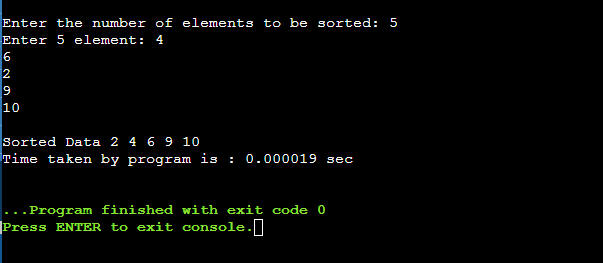 Enter the number of elements to be sorted: 5
Enter 5 element: 4
6
2
9
10
Sorted Data 2 4 6 9 10
Time taken by program is : 0.000019 sec
...Program finished with exit code 0
Press ENTER to exit console.